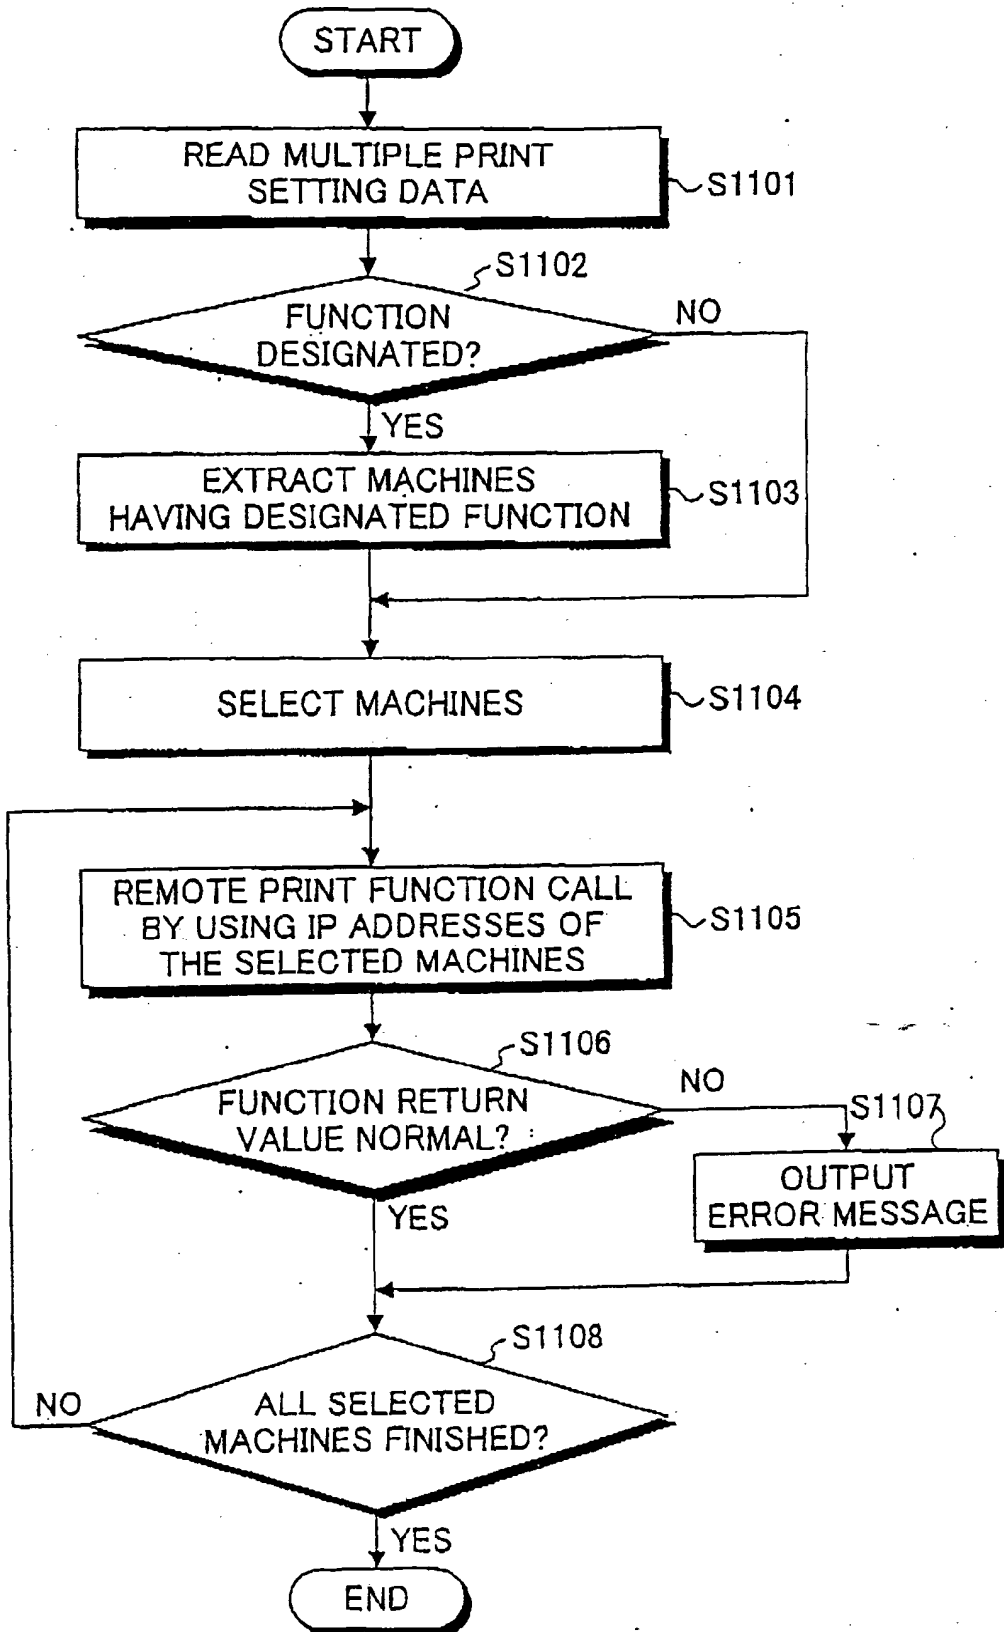 START
READ MULTIPLE PRINT
SETTING DATA
S1101
S1102
FUNCTION
DESIGNATED?
NO
YES
EXTRACT MACHINES
HAVING DESIGNATED FUNCTION
S1103
SELECT MACHINES
S1104
REMOTE PRINT FUNCTION CALL
BY USING IP ADDRESSES OF
THE SELECTED MACHINES
S1105
S1106
FUNCTION RETURN
VALUE NORMAL?
NO
S1107
OUTPUT
ERROR MESSAGE
YES
S1108
ALL SELECTED
MACHINES FINISHED?
NO
YES
END